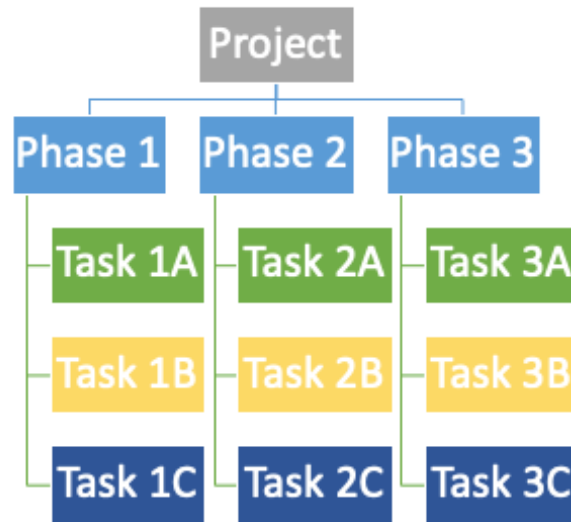 Project
Phase 1
Phase 2
Phase 3
Task 1A
Task 2A
Task 3A
Task 1B
Task 2B
Task 3B
Task 1C
Task 2C
Task 3C